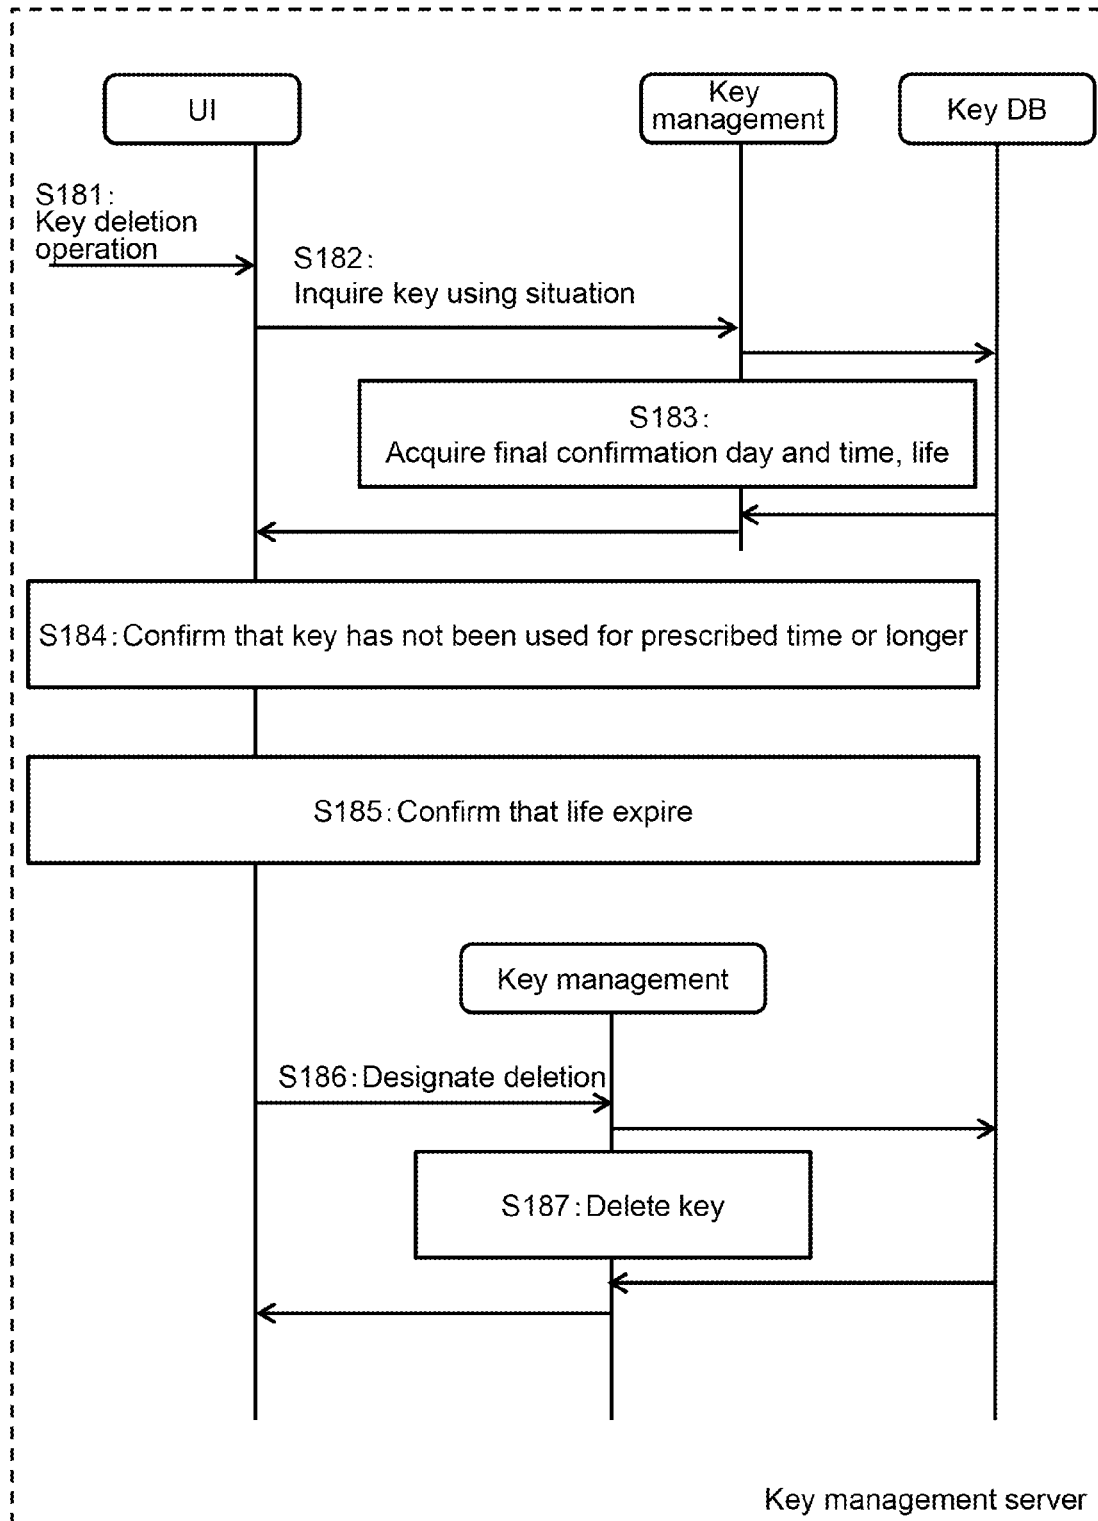 UI
Key
management
Key DB
S181:
Key deletion
operation
S182:
Inquire key using situation
S183:
Acquire final confirmation day and time, life
S184:Confirm that key has not been used for prescribed time or longer
S185:Confirm that life expire
Key management
S186:Designate deletion
S187:Delete key
Key management server